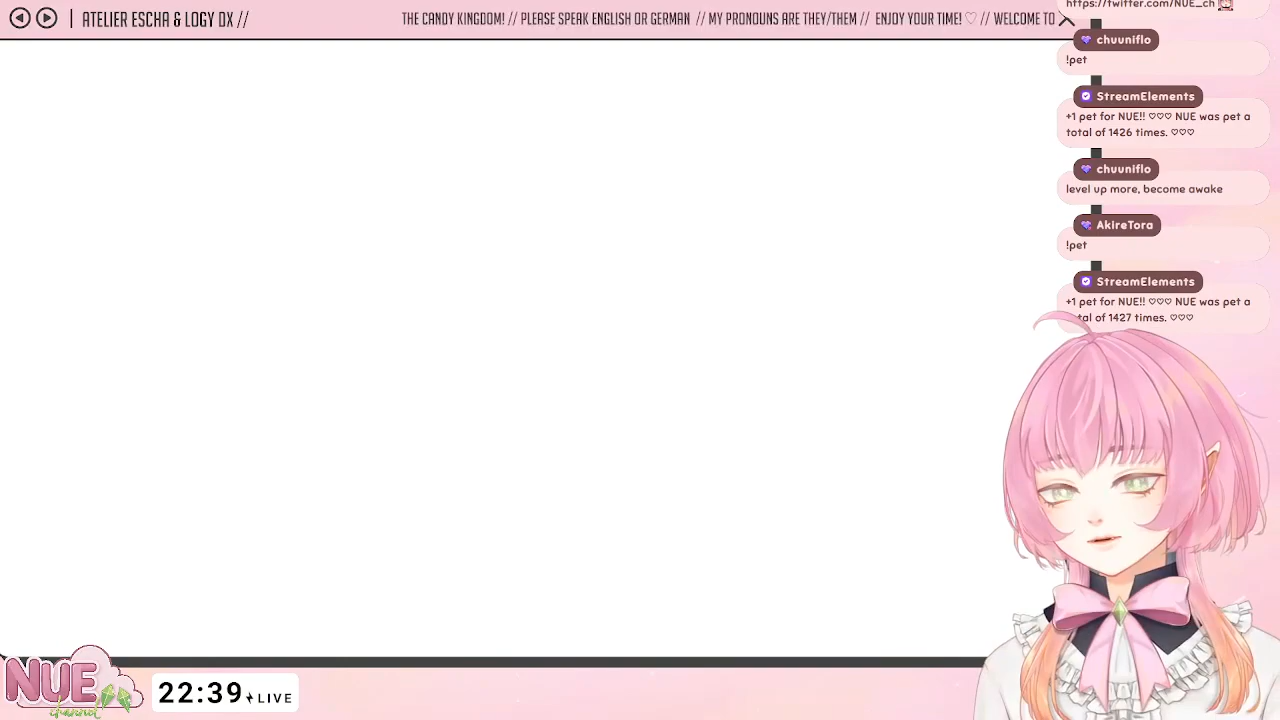 ATELIER ESCHA & LOGY DX //
THE CANDY KINGDOM! // PLEASE SPEAK ENGLISH OR GERMAN // MY PRONOUNS ARE THEY/THEM // ENJOY YOUR TIME! ♡ // WELCOME TO
https://twitter.com/NUE_ch
chuuniflo
!pet
StreamElements
+1 pet for NUE!! ♡♡♡ NUE was pet a
total of 1426 times. ♡♡♡
chuuniflo
level up more, become awake
AkireTora
!pet
StreamElements
+1 pet for NUE!! ♡♡♡ NUE was pet a
tal of 1427 times. ♡♡♡
NUE
channel
22:39 LIVE